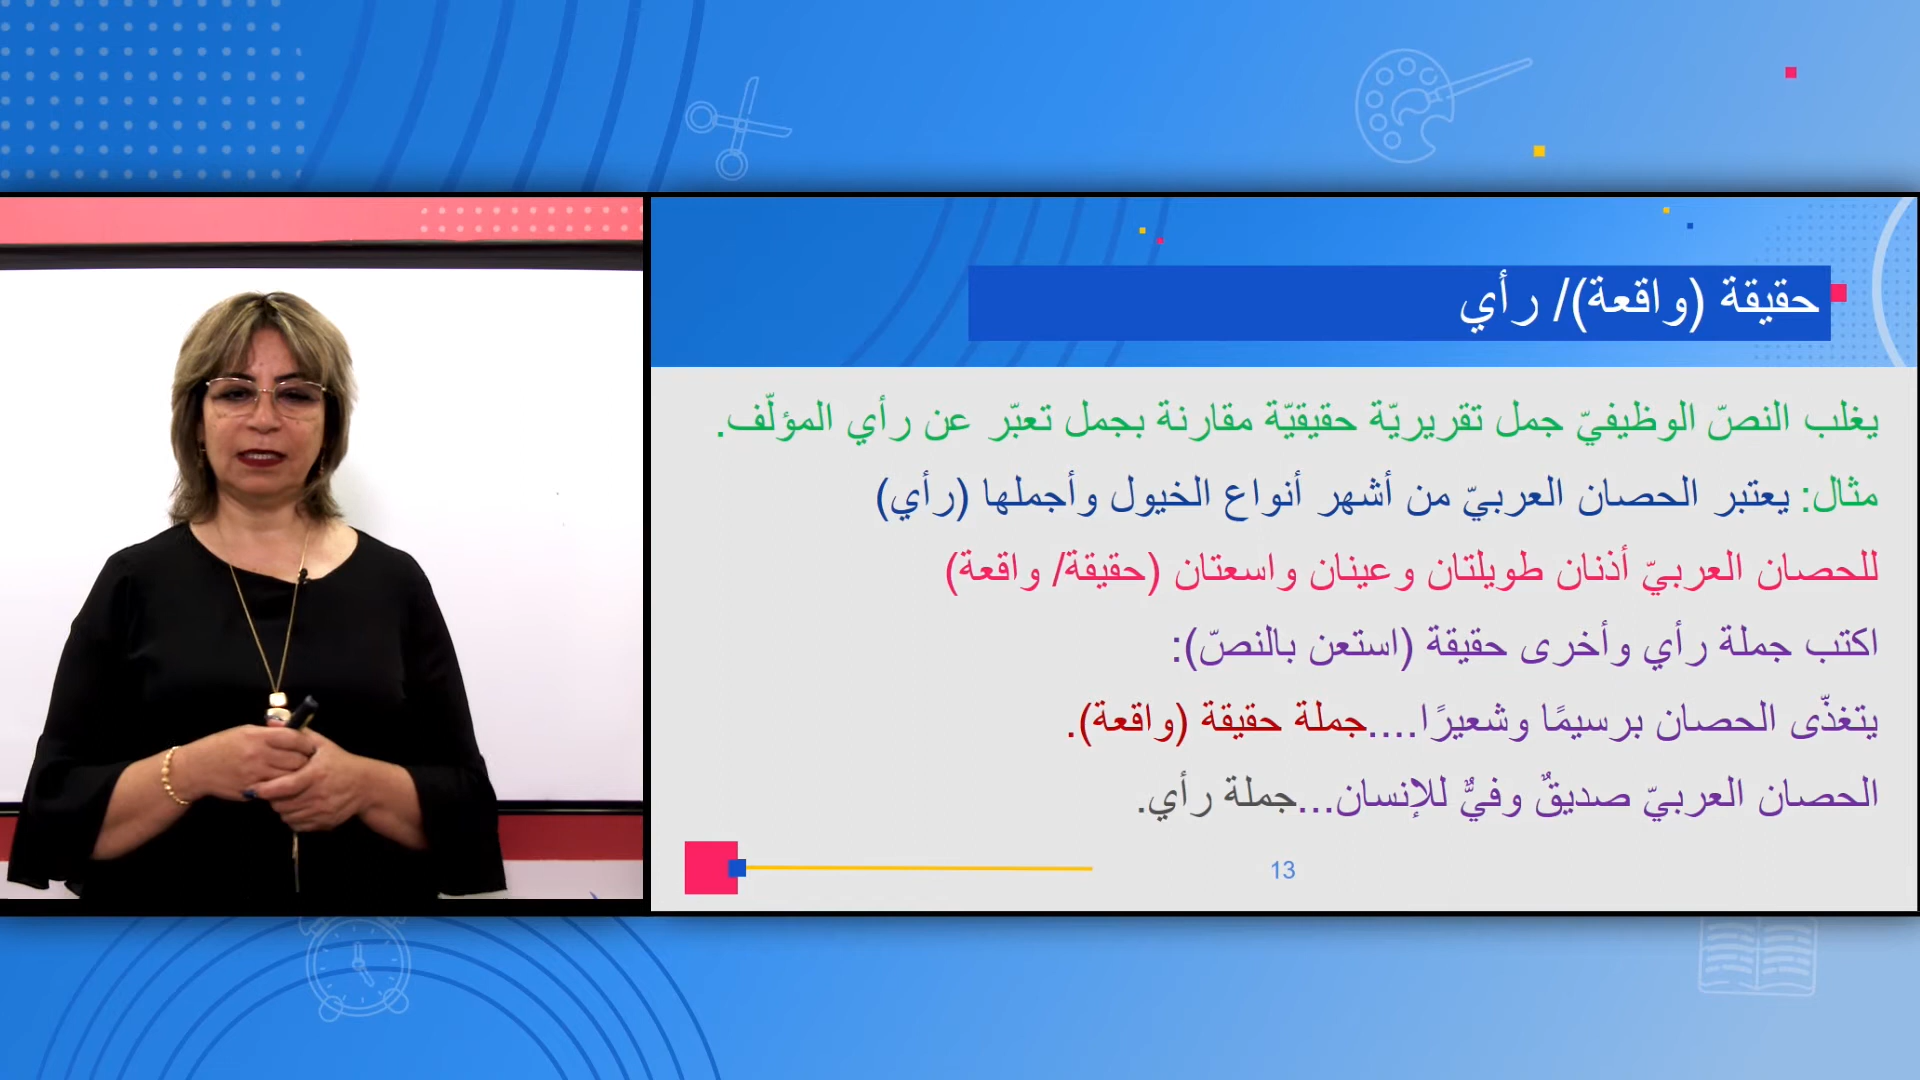 حقيقة (واقعة)/ رأي
يغلب النصّ الوظيفيّ جمل تقريريّة حقيقيّة مقارنة بجمل تعبّر عن رأي المؤلّف.
مثال: يعتبر الحصان العربيّ من أشهر أنواع الخيول وأجملها (رأي)
للحصان العربيّ أذنان طويلتان وعينان واسعتان (حقيقة/ واقعة)
اكتب جملة رأي وأخرى حقيقة (استعن بالنصّ):
يتغذّى الحصان برسيمًا وشعيرًا....جملة حقيقة (واقعة).
الحصان العربيّ صديقٌ وفيٌّ للإنسان...جملة رأي.
13